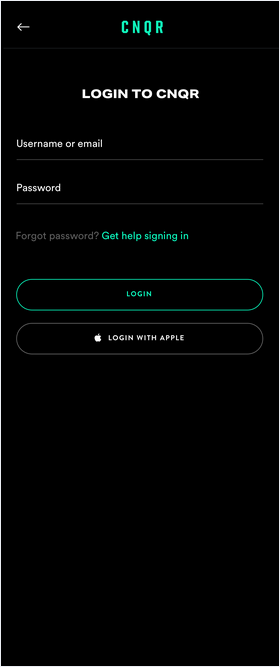 CNQR
LOGIN TO CNQR
Username or email
Password
Forgot password? Get help signing in
LOGIN
LOGIN WITH APPLE